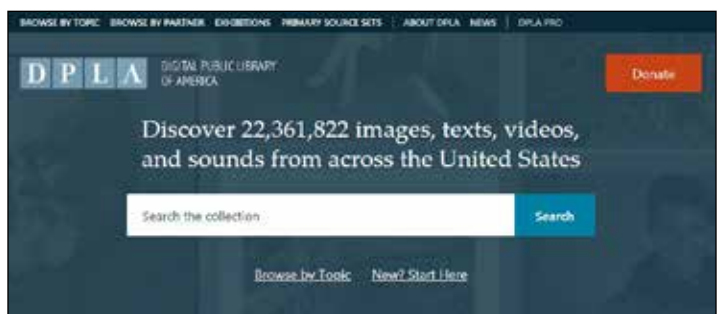 BROWSE BY TOPIC BROWSE BY PARTNER EXHIBITIONS PRIMARY SOURCE SETS | ABOUT DPLA NEWS | DPLA PRO
DPLA DIGITAL PUBLIC LIBRARY
OF AMERICA
Donate
Discover 22,361,822 images, texts, videos,
and sounds from across the United States
Search the collection Search
Browse by Topic New? Start Here